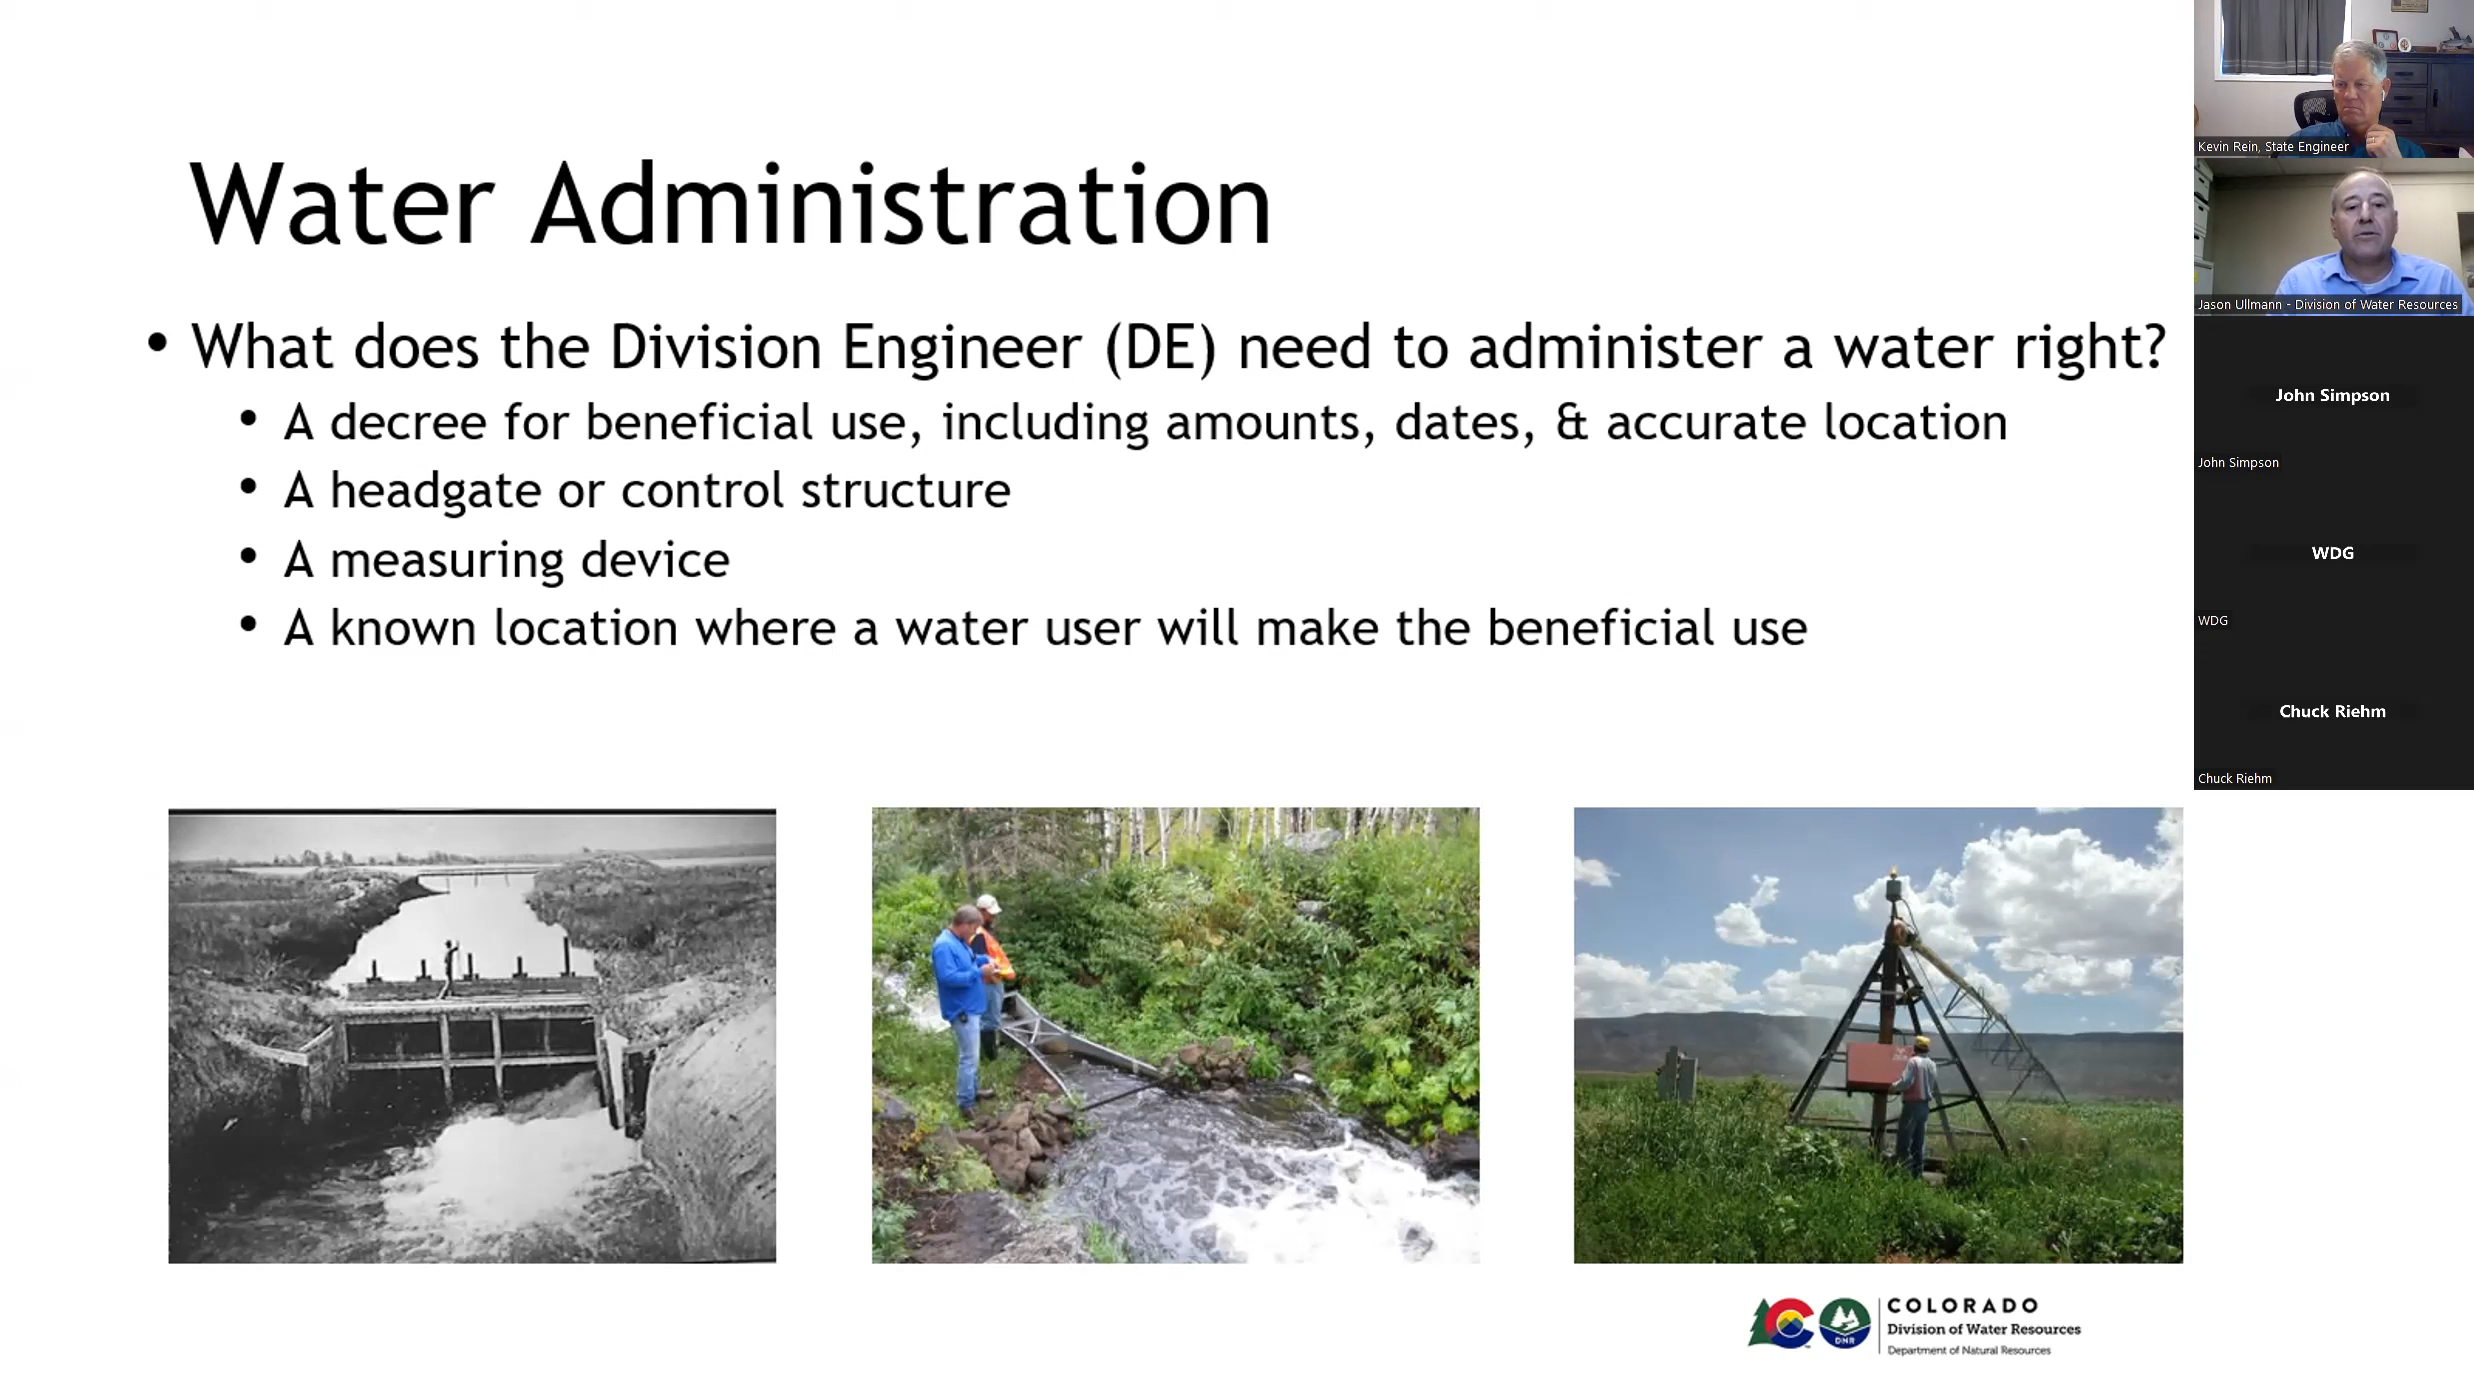 Water Administration
• What does the Division Engineer (DE) need to administer a water right?
• A decree for beneficial use, including amounts, dates, & accurate location
• A headgate or control structure
• A measuring device
• A known location where a water user will make the beneficial use
Kevin Rein, State Engineer
Jason Ullmann - Division of Water Resources
John Simpson
John Simpson
WDG
WDG
Chuck Riehm
Chuck Riehm
DNR
COLORADO
Division of Water Resources
Department of Natural Resources